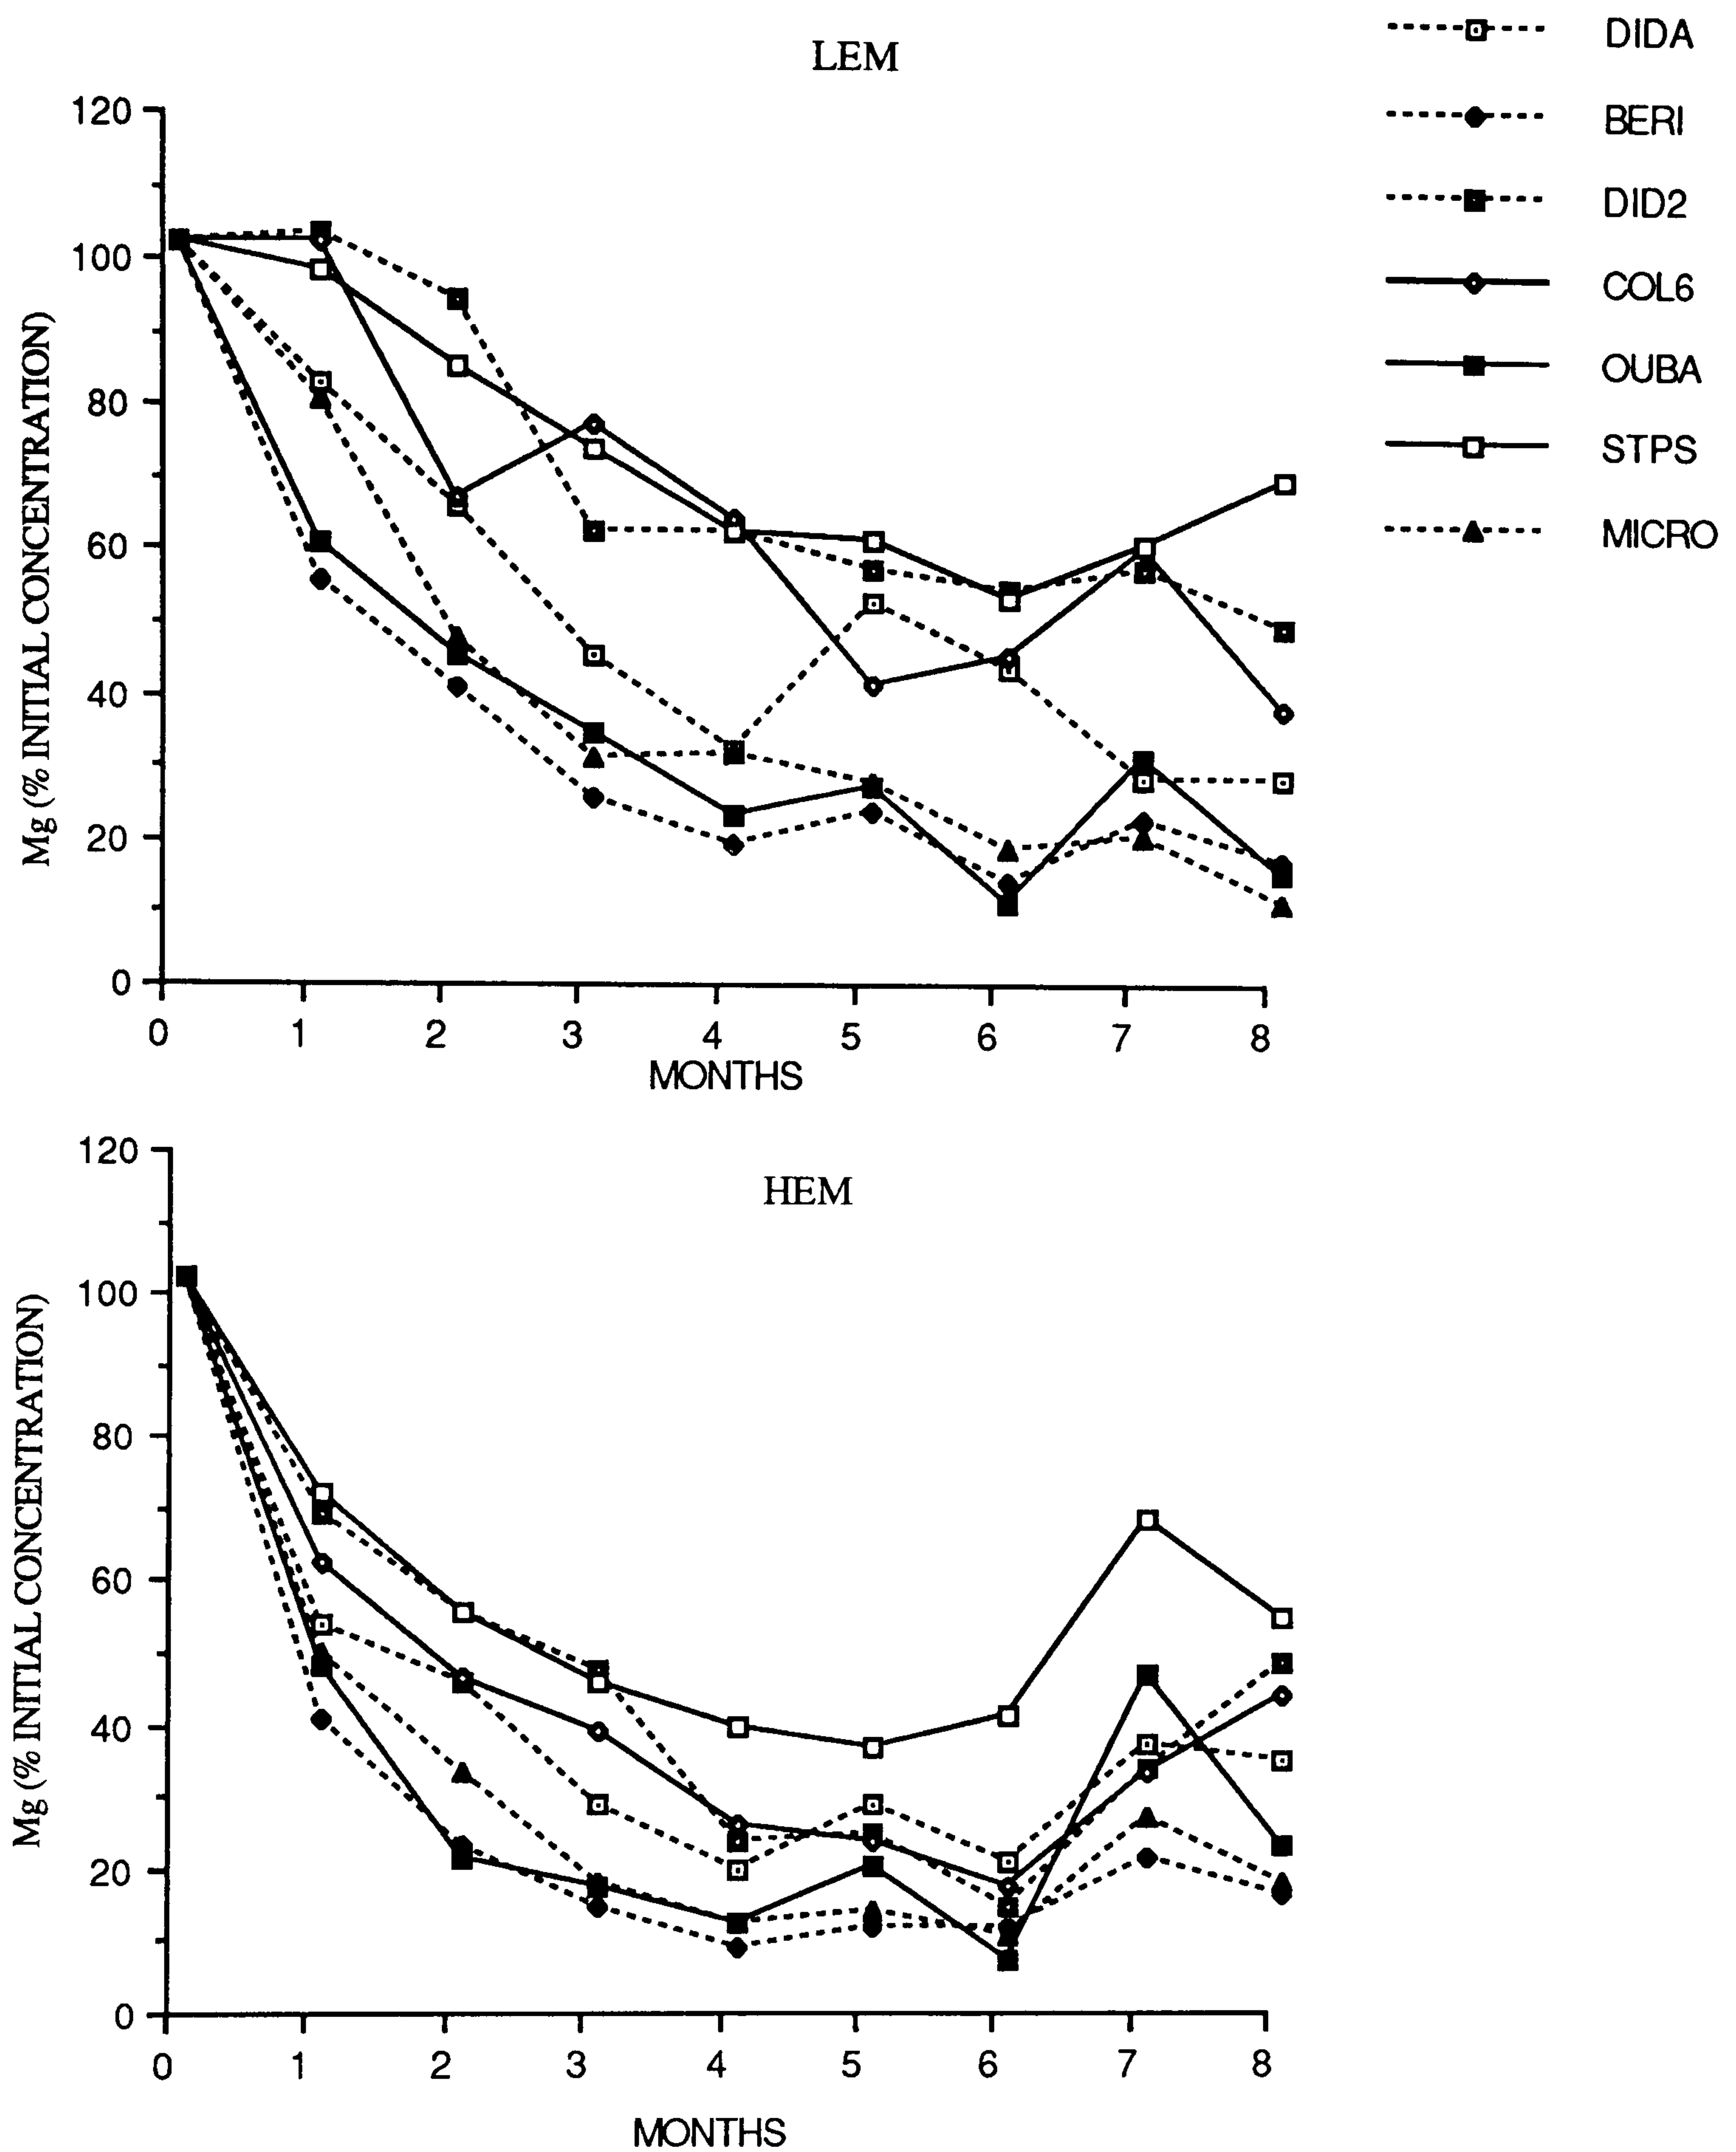 LEM
DIDA
BERI
DID2
COL6
OUBA
STPS
MICRO
120
100
80
60
40
20
0
Mg (% INITIAL CONCENTRATION)
0 1 2 3 4 5 6 7 8
MONTHS
HEM
120
100
80
60
40
20
0
Mg (% INITIAL CONCENTRATION)
0 1 2 3 4 5 6 7 8
MONTHS